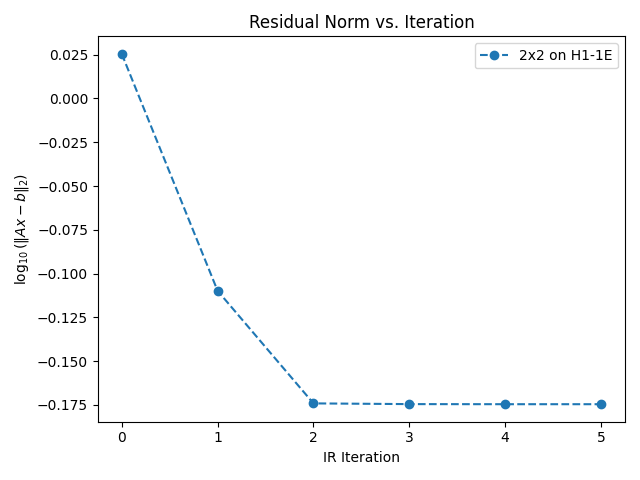 Residual Norm vs. Iteration
2x2 on H1-1E
0.025
0.000
−0.025
−0.050
−0.075
−0.100
−0.125
−0.150
−0.175
log₁₀(‖Ax − b‖₂)
0 1 2 3 4 5
IR Iteration